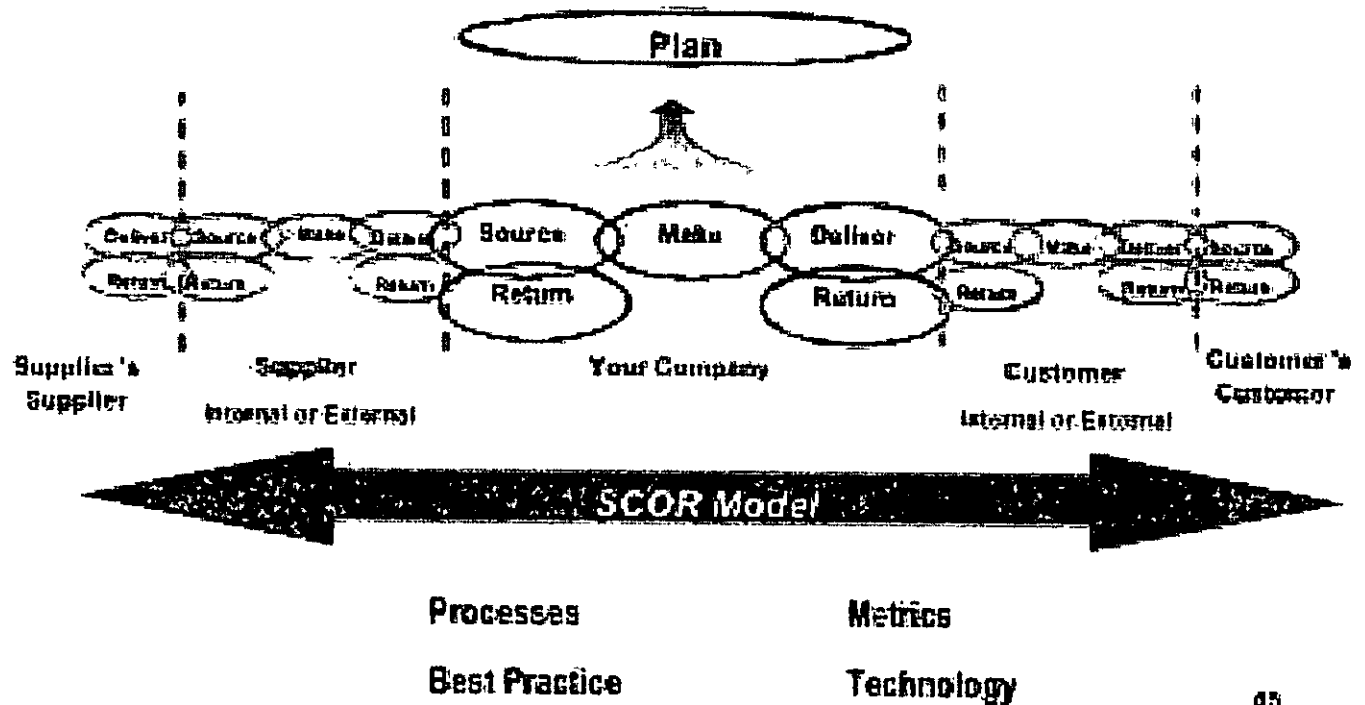 Plan
Deliver Source Make Deliver Source Make Deliver Source Make Deliver Source
Return Return Return Return Return Return Return Return
Supplier's Supplier Your Company Customer Customer's
Supplier Internal or External Internal or External Customer
SCOR Model
Processes Metrics
Best Practice Technology